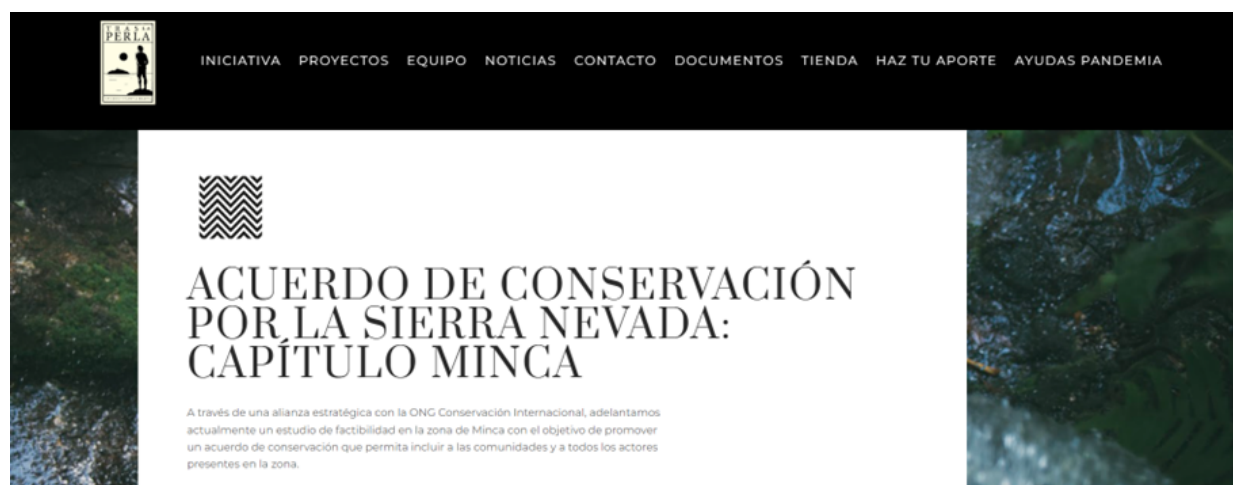 TRAS LA
PERLA
INICIATIVA PROYECTOS EQUIPO NOTICIAS CONTACTO DOCUMENTOS TIENDA HAZ TU APORTE AYUDAS PANDEMIA
ACUERDO DE CONSERVACIÓN
POR LA SIERRA NEVADA:
CAPÍTULO MINCA
A través de una alianza estratégica con la ONG Conservación Internacional, adelantamos
actualmente un estudio de factibilidad en la zona de Minca con el objetivo de promover
un acuerdo de conservación que permita incluir a las comunidades y a todos los actores
presentes en la zona.